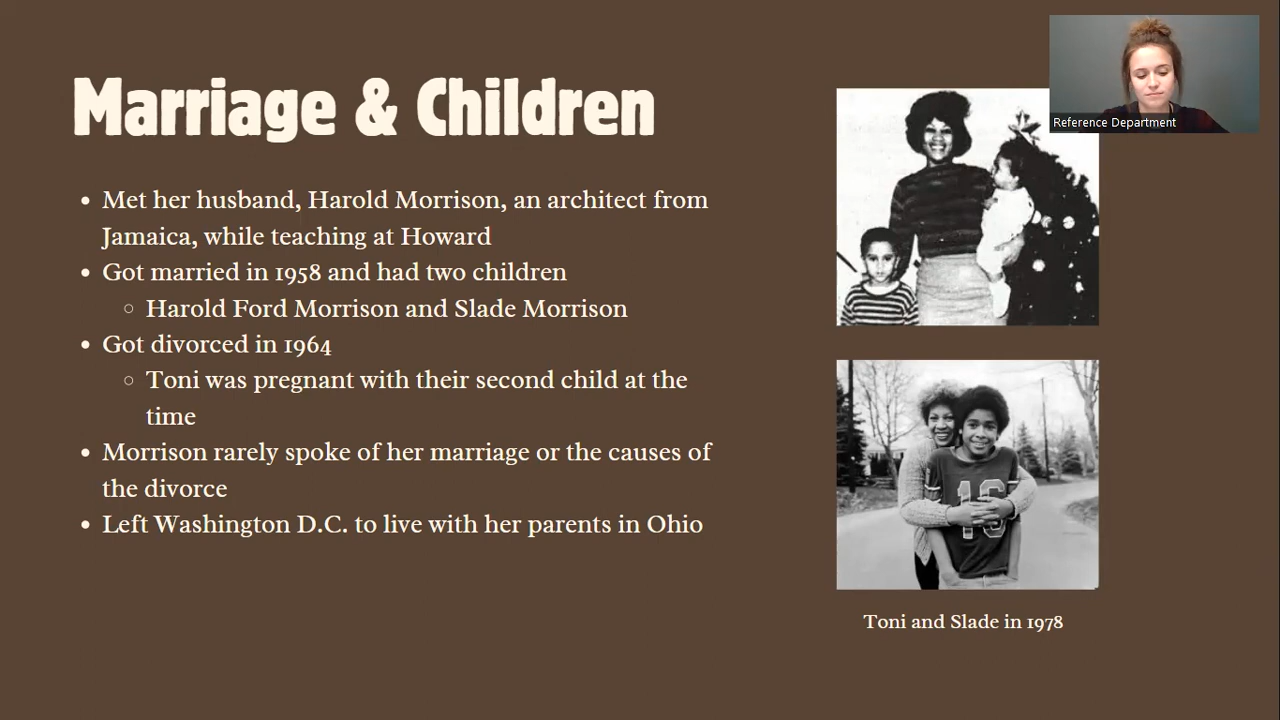 Marriage & Children
Reference Department
• Met her husband, Harold Morrison, an architect from
Jamaica, while teaching at Howard
• Got married in 1958 and had two children
○ Harold Ford Morrison and Slade Morrison
• Got divorced in 1964
○ Toni was pregnant with their second child at the
time
• Morrison rarely spoke of her marriage or the causes of
the divorce
• Left Washington D.C. to live with her parents in Ohio
16
Toni and Slade in 1978